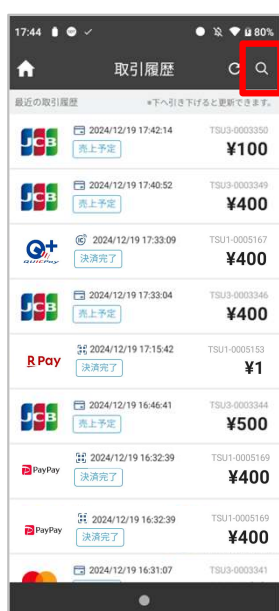 17:44 80%
取引履歴
最近の取引履歴 *下へ引き下げると更新できます。
JCB 2024/12/19 17:42:14 TSU3-0003350
売上予定 ¥100
JCB 2024/12/19 17:40:52 TSU3-0003349
売上予定 ¥400
QUICPay 2024/12/19 17:33:09 TSU1-0005167
決済完了 ¥400
JCB 2024/12/19 17:33:04 TSU3-0003346
売上予定 ¥400
R Pay 2024/12/19 17:15:42 TSU1-0005153
決済完了 ¥1
JCB 2024/12/19 16:46:41 TSU3-0003344
売上予定 ¥500
PayPay 2024/12/19 16:32:39 TSU1-0005169
決済完了 ¥400
PayPay 2024/12/19 16:32:39 TSU1-0005169
決済完了 ¥400
2024/12/19 16:31:07 TSU3-0003341